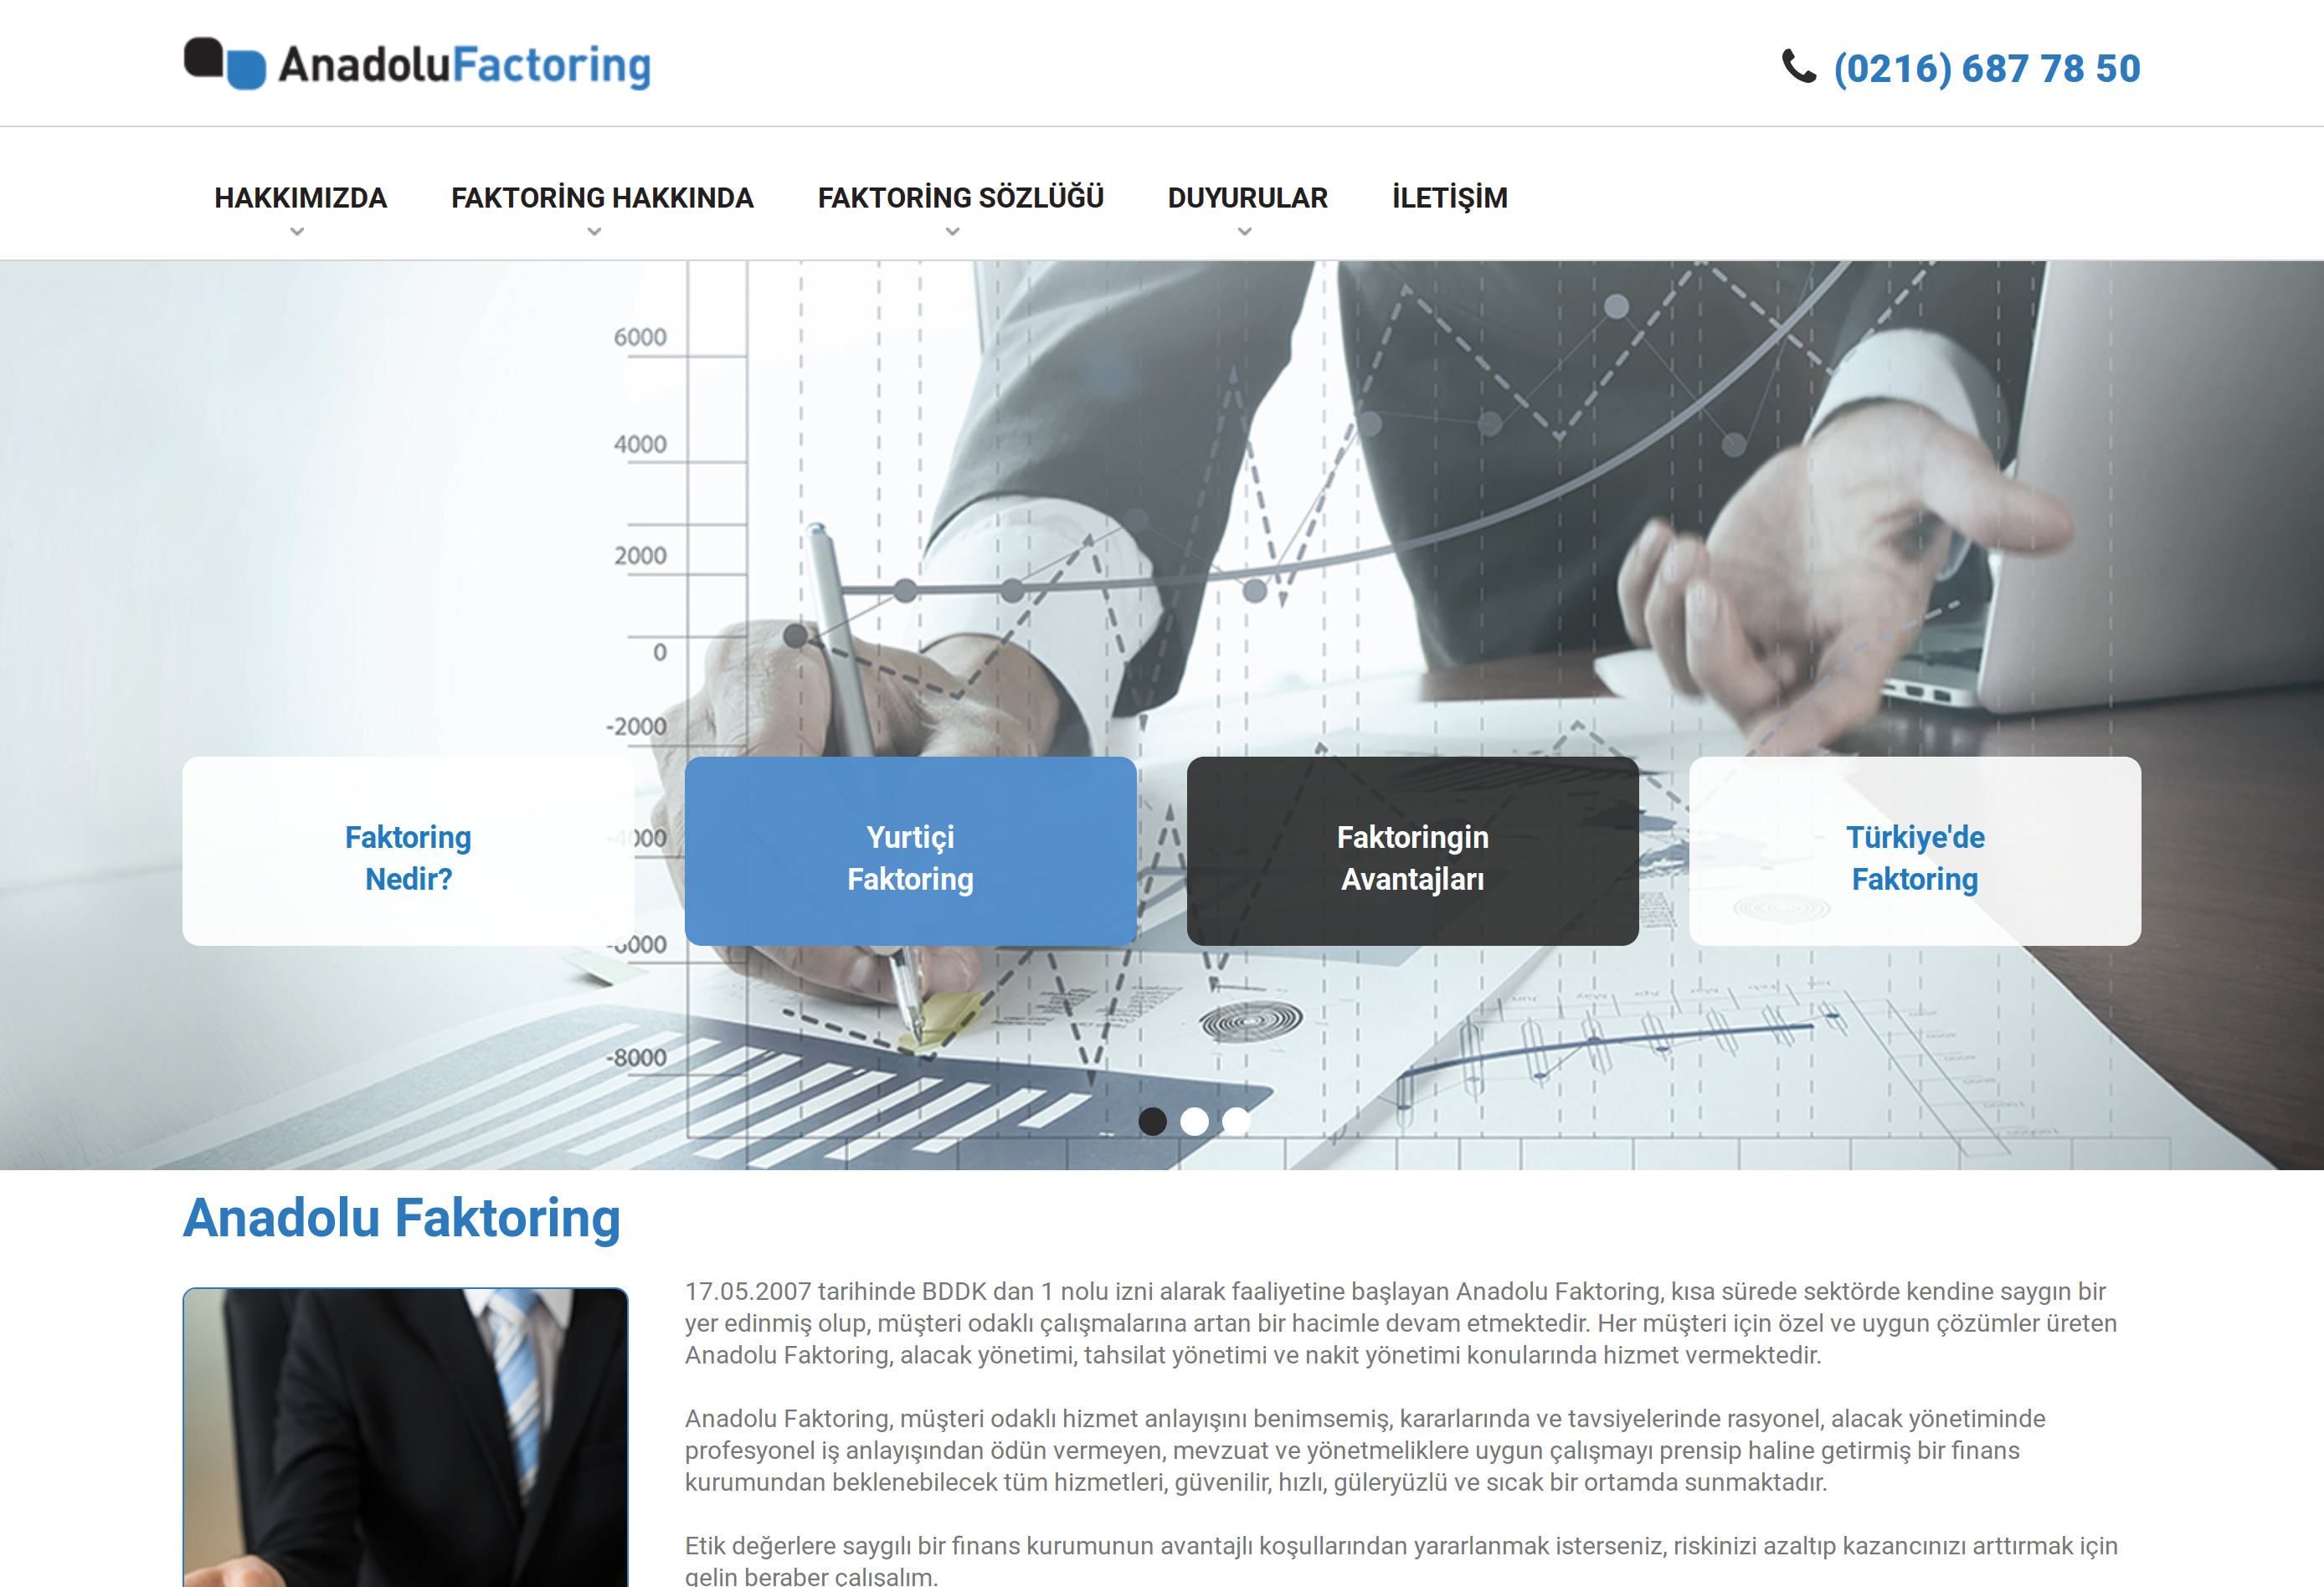 AnadoluFactoring
(0216) 687 78 50
HAKKIMIZDA FAKTORİNG HAKKINDA FAKTORİNG SÖZLÜĞÜ DUYURULAR İLETİŞİM
6000
4000
2000
0
-2000
-4000
-6000
-8000
Faktoring
Nedir?
Yurtiçi
Faktoring
Faktoringin
Avantajları
Türkiye'de
Faktoring
Anadolu Faktoring
17.05.2007 tarihinde BDDK dan 1 nolu izni alarak faaliyetine başlayan Anadolu Faktoring, kısa sürede sektörde kendine saygın bir
yer edinmiş olup, müşteri odaklı çalışmalarına artan bir hacimle devam etmektedir. Her müşteri için özel ve uygun çözümler üreten
Anadolu Faktoring, alacak yönetimi, tahsilat yönetimi ve nakit yönetimi konularında hizmet vermektedir.
Anadolu Faktoring, müşteri odaklı hizmet anlayışını benimsemiş, kararlarında ve tavsiyelerinde rasyonel, alacak yönetiminde
profesyonel iş anlayışından ödün vermeyen, mevzuat ve yönetmeliklere uygun çalışmayı prensip haline getirmiş bir finans
kurumundan beklenebilecek tüm hizmetleri, güvenilir, hızlı, güleryüzlü ve sıcak bir ortamda sunmaktadır.
Etik değerlere saygılı bir finans kurumunun avantajlı koşullarından yararlanmak isterseniz, riskinizi azaltıp kazancınızı arttırmak için
gelin beraber çalışalım.